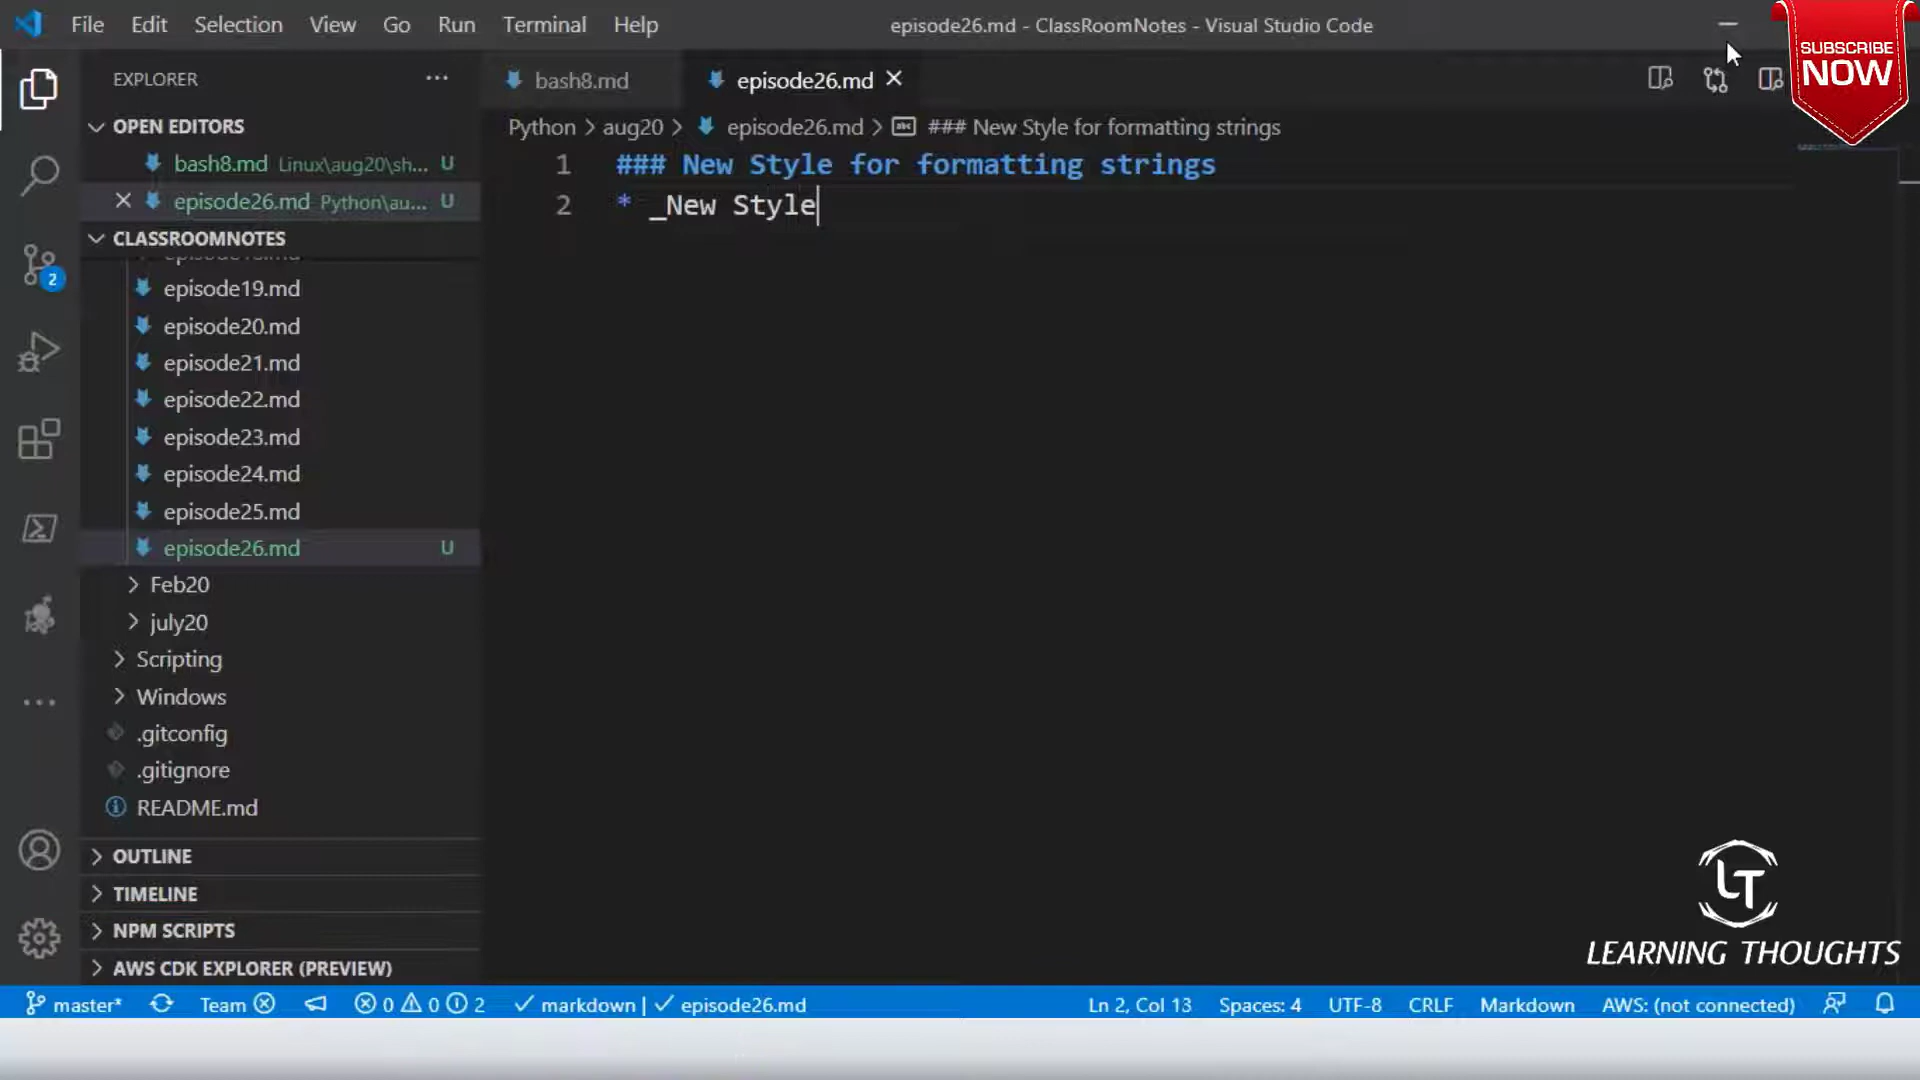 File Edit Selection View Go Run Terminal Help
episode26.md - ClassRoomNotes - Visual Studio Code
SUBSCRIBE
NOW
EXPLORER
bash8.md
episode26.md
OPEN EDITORS
Python > aug20 > episode26.md > ### New Style for formatting strings
bash8.md Linux\aug20\sh... U
episode26.md Python\au... U
1 ### New Style for formatting strings
2 * _New Style
CLASSROOMNOTES
2
episode19.md
episode20.md
episode21.md
episode22.md
episode23.md
episode24.md
episode25.md
episode26.md U
Feb20
july20
Scripting
Windows
.gitconfig
.gitignore
README.md
OUTLINE
TIMELINE
NPM SCRIPTS
AWS CDK EXPLORER (PREVIEW)
LT
LEARNING THOUGHTS
master* Team 0 0 2 markdown | episode26.md Ln 2, Col 13 Spaces: 4 UTF-8 CRLF Markdown AWS: (not connected)